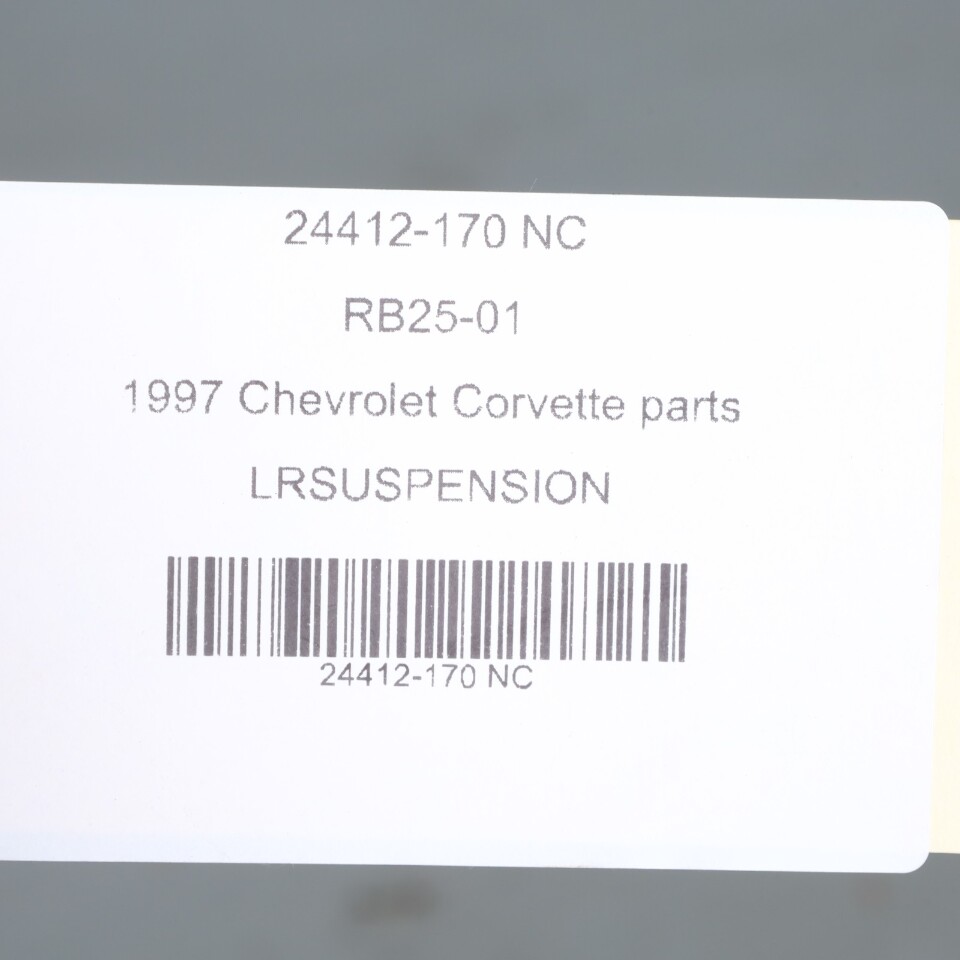 24412-170 NC
RB25-01
1997 Chevrolet Corvette parts
LRSUSPENSION
24412-170 NC